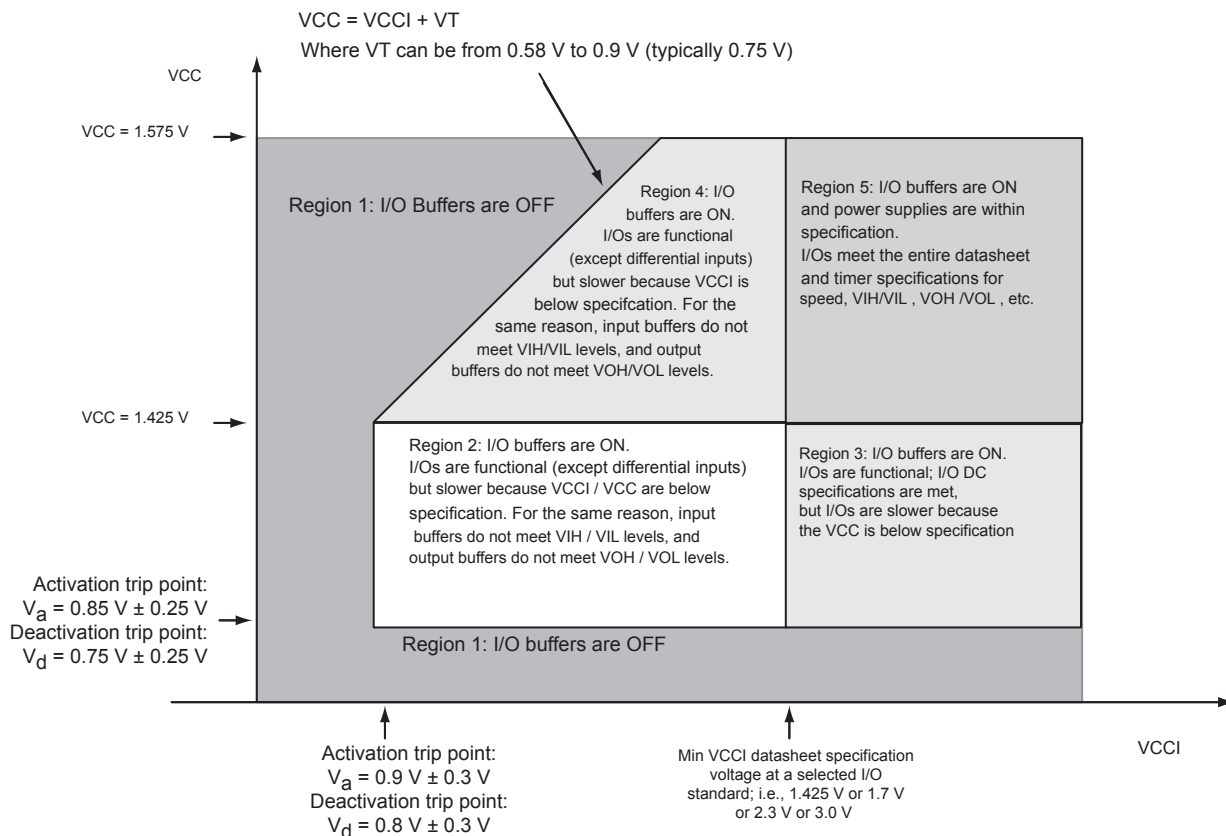 VCC = VCCI + VT
Where VT can be from 0.58 V to 0.9 V (typically 0.75 V)
VCC
VCC = 1.575 V
Region 1: I/O Buffers are OFF
Region 4: I/O
buffers are ON.
I/Os are functional
(except differential inputs)
but slower because VCCI is
below specifcation. For the
same reason, input buffers do not
meet VIH/VIL levels, and output
buffers do not meet VOH/VOL levels.
Region 5: I/O buffers are ON
and power supplies are within
specification.
I/Os meet the entire datasheet
and timer specifications for
speed, VIH/VIL , VOH /VOL , etc.
VCC = 1.425 V
Region 2: I/O buffers are ON.
I/Os are functional (except differential inputs)
but slower because VCCI / VCC are below
specification. For the same reason, input
buffers do not meet VIH / VIL levels, and
output buffers do not meet VOH / VOL levels.
Region 3: I/O buffers are ON.
I/Os are functional; I/O DC
specifications are met,
but I/Os are slower because
the VCC is below specification
Activation trip point:
Va = 0.85 V ± 0.25 V
Deactivation trip point:
Vd = 0.75 V ± 0.25 V
Region 1: I/O buffers are OFF
VCCI
Activation trip point:
Va = 0.9 V ± 0.3 V
Deactivation trip point:
Vd = 0.8 V ± 0.3 V
Min VCCI datasheet specification
voltage at a selected I/O
standard; i.e., 1.425 V or 1.7 V
or 2.3 V or 3.0 V